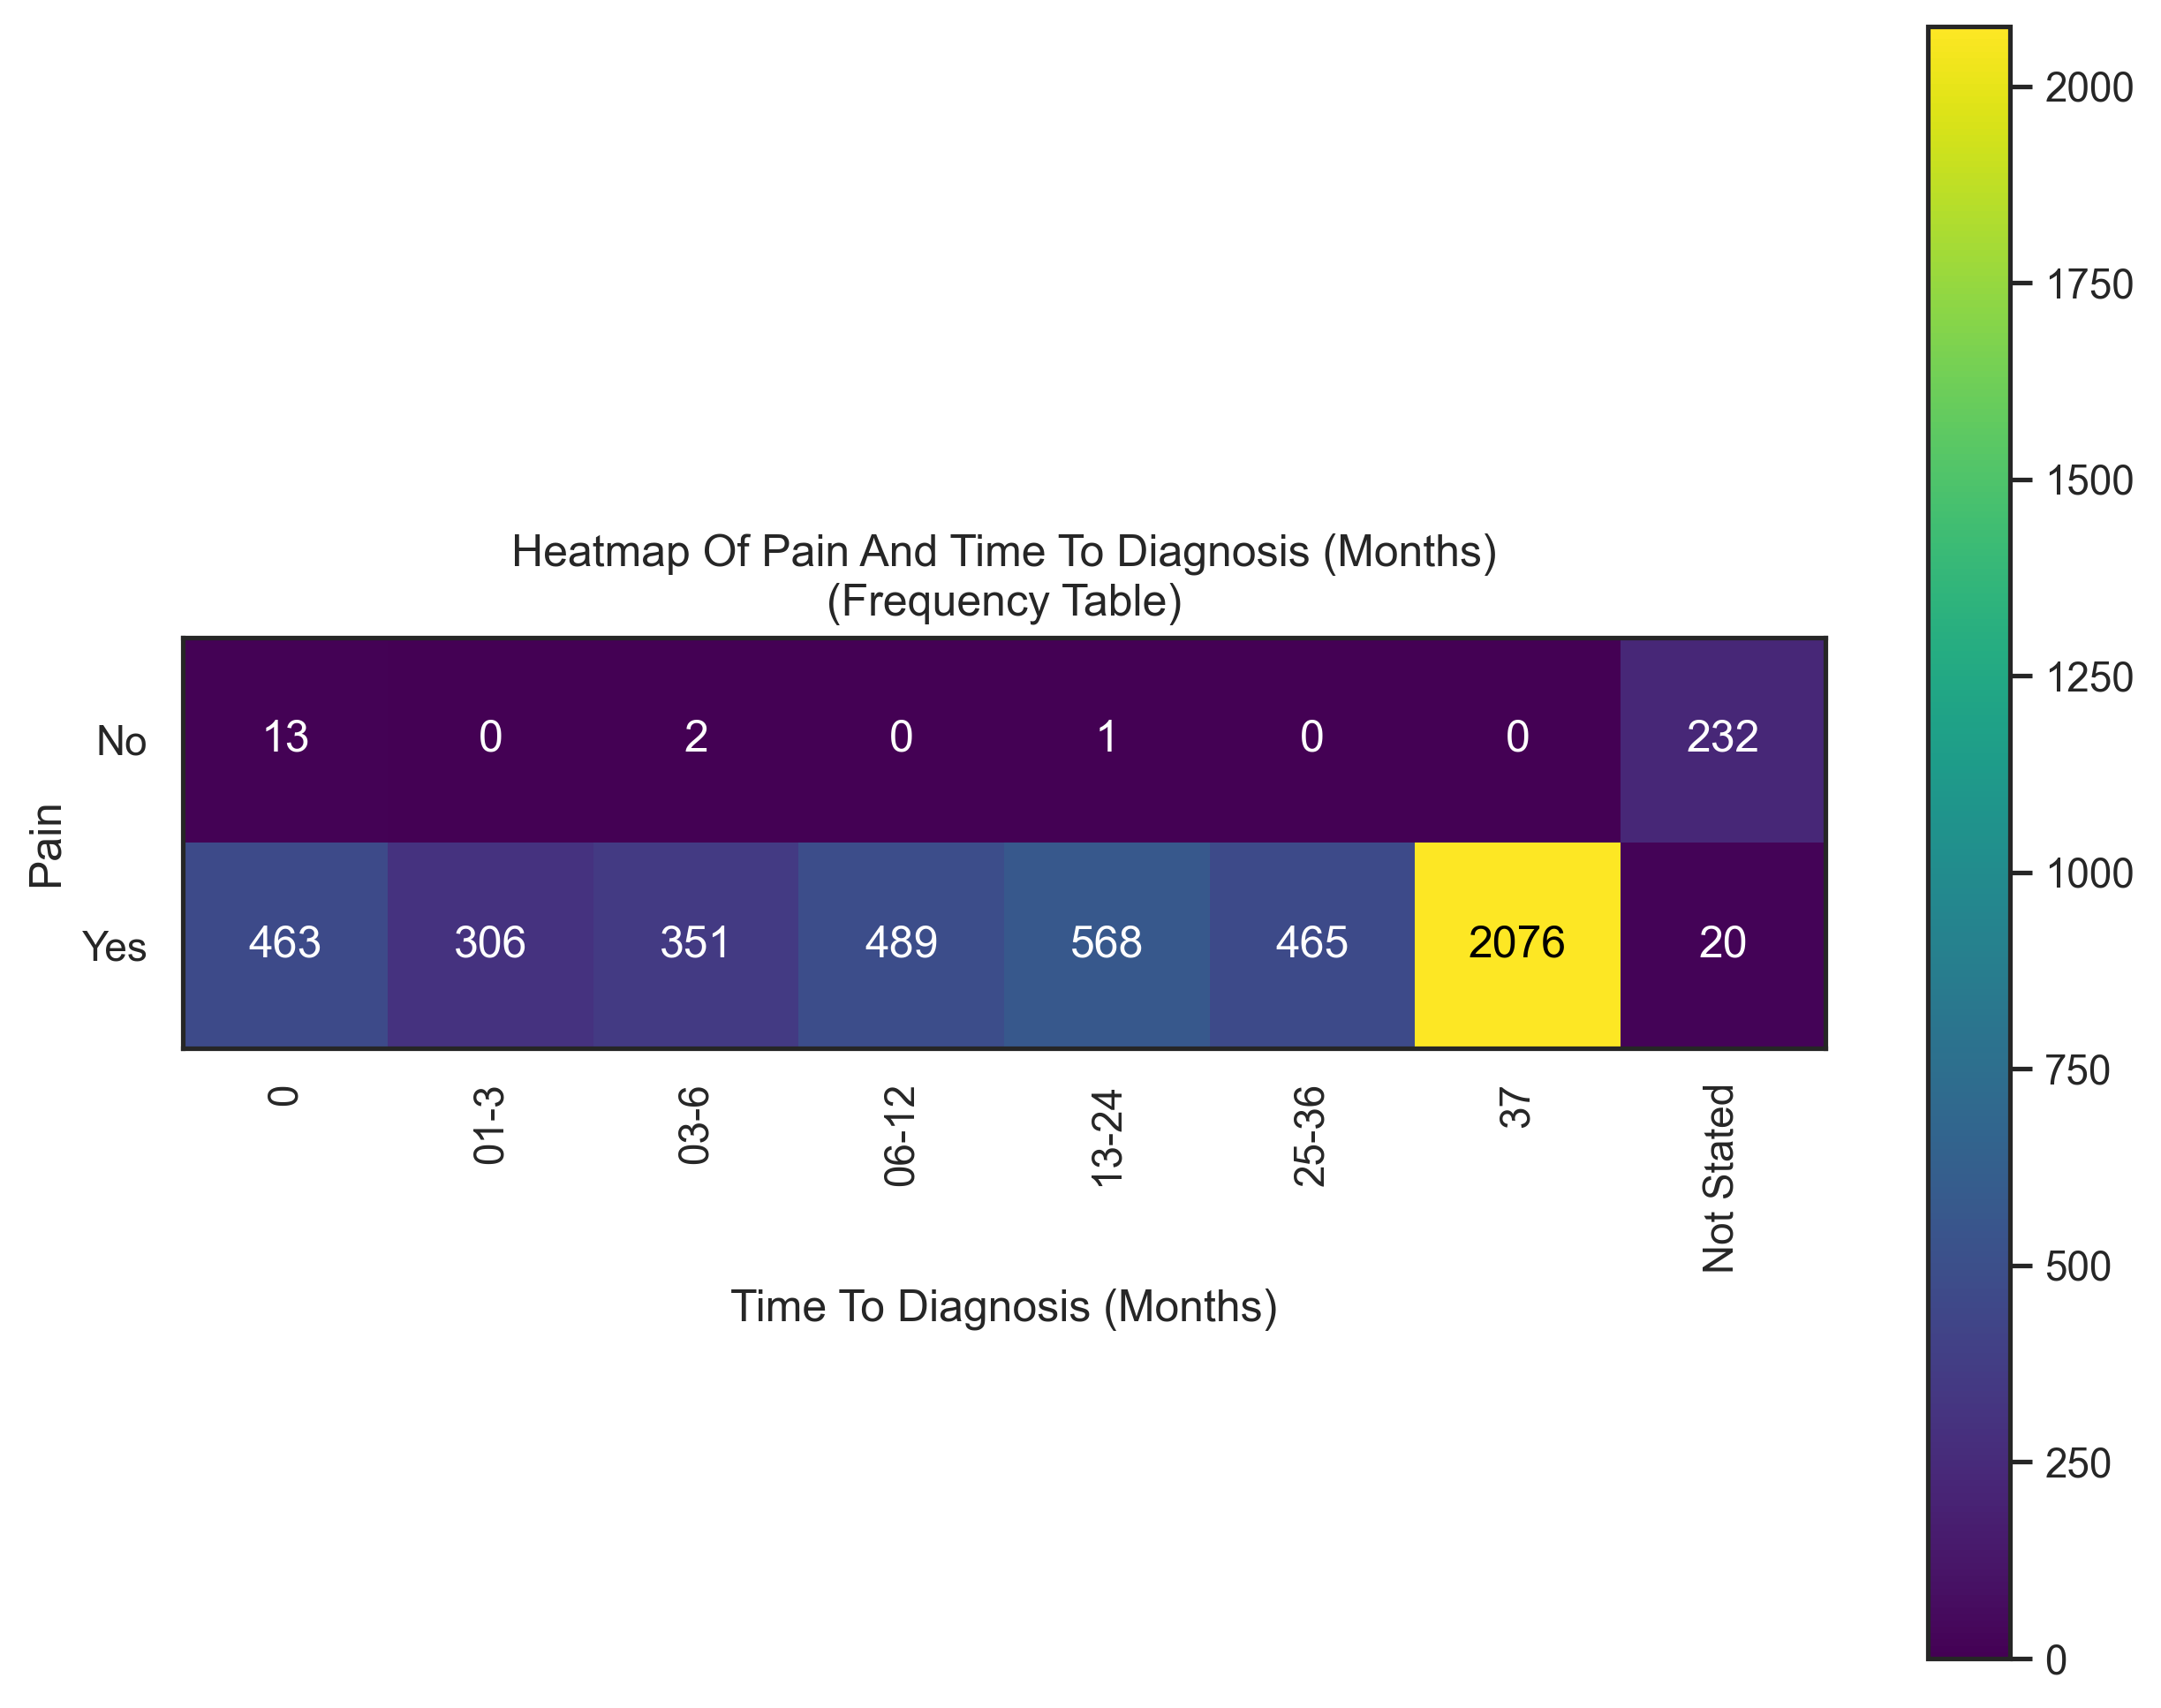 Heatmap Of Pain And Time To Diagnosis (Months)
(Frequency Table)
Pain
No
13 0 2 0 1 0 0 232
Yes
463 306 351 489 568 465 2076 20
0 01-3 03-6 06-12 13-24 25-36 37 Not Stated
Time To Diagnosis (Months)
2000
1750
1500
1250
1000
750
500
250
0